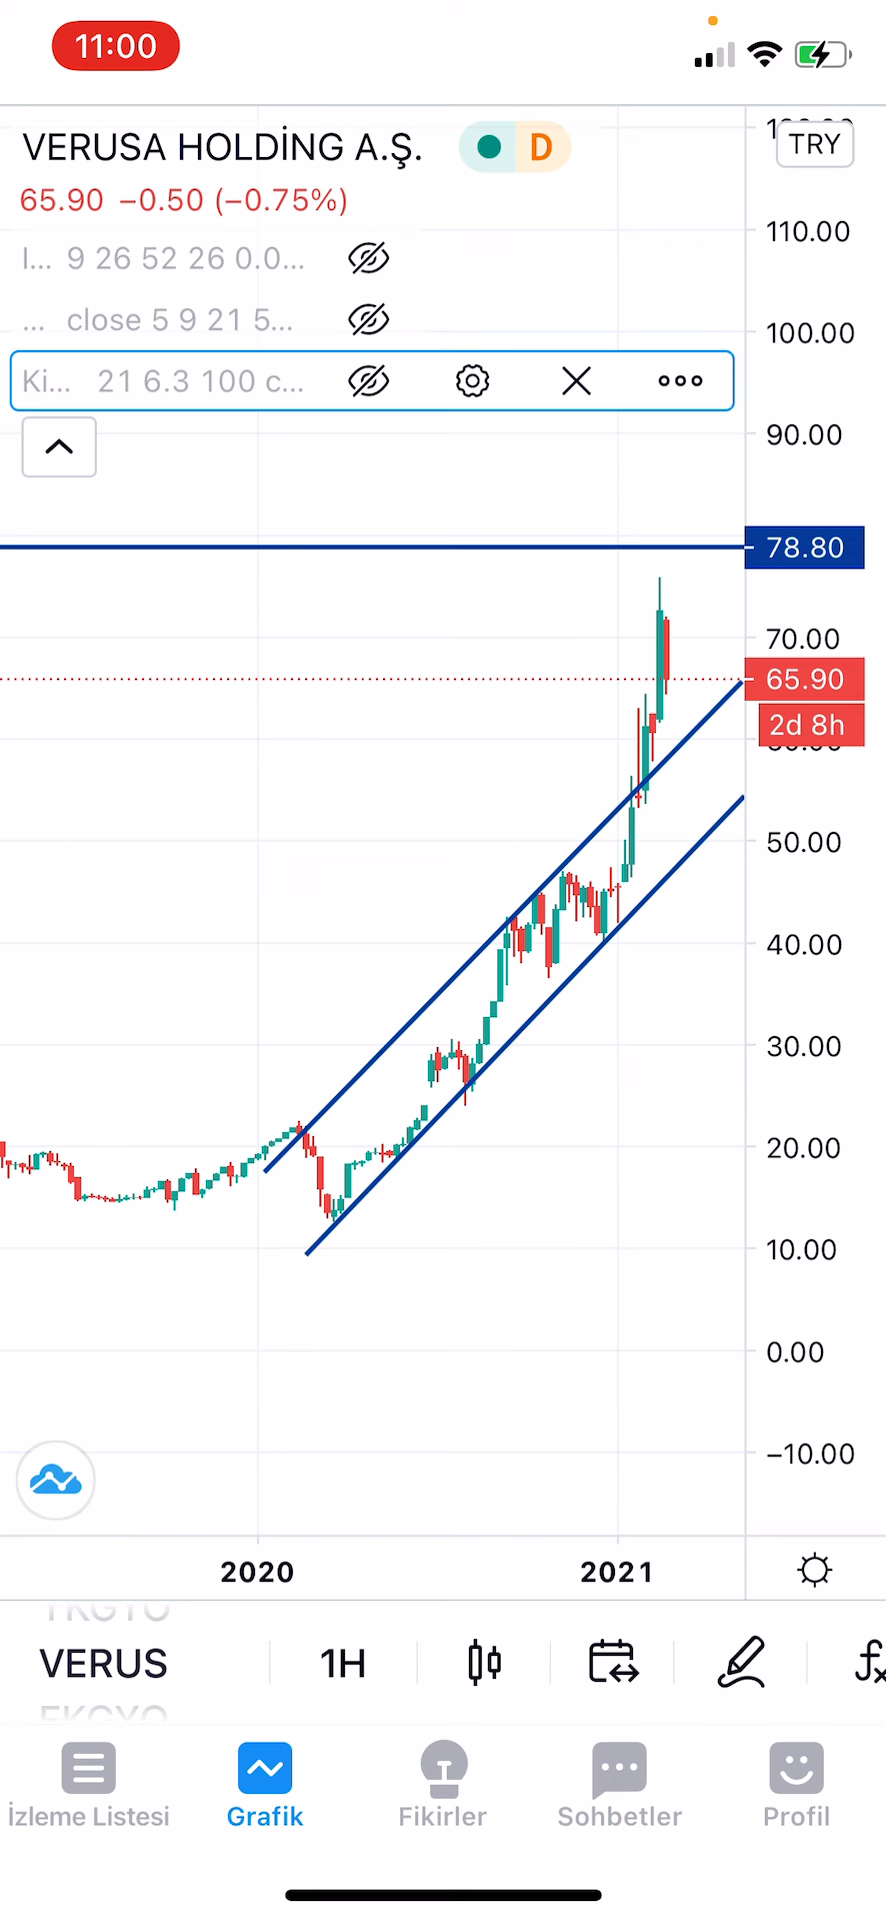 11:00
VERUSA HOLDİNG A.Ş. D
TRY
65.90 −0.50 (−0.75%)
I... 9 26 52 26 0.0...
... close 5 9 21 5...
Ki... 21 6.3 100 c...
110.00
100.00
90.00
78.80
70.00
65.90
2d 8h
50.00
40.00
30.00
20.00
10.00
0.00
−10.00
2020 2021
VERUS 1H
İzleme Listesi Grafik Fikirler Sohbetler Profil